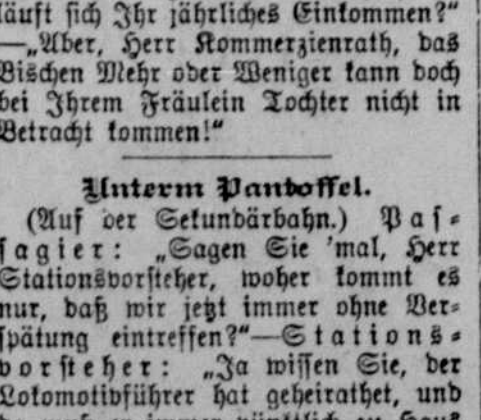 läuft sich Ihr jährliches Einkommen?"
—„Aber, Herr Kommerzienrath, das
Bischen Mehr oder Weniger kann doch
bei Ihrem Fräulein Tochter nicht in
Betracht kommen!"
Unterm Pantoffel.
(Auf der Sekundärbahn.) Pas-
sagier: „Sagen Sie 'mal, Herr
Stationsvorsteher, woher kommt es
nur, daß wir jetzt immer ohne Ver-
spätung eintreffen?"—Stations-
vorsteher: „Ja wissen Sie, der
Lokomotivführer hat geheirathet, und